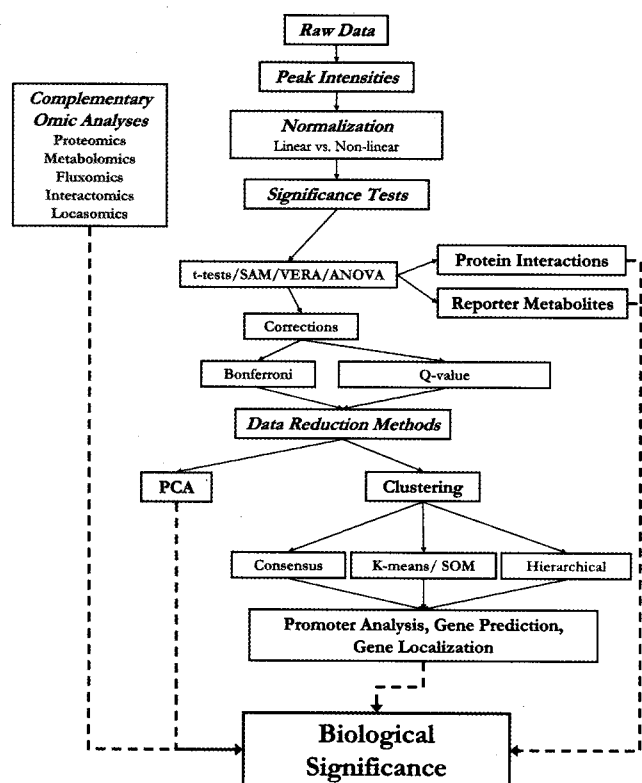 Raw Data
Peak Intensities
Complementary
Omic Analyses
Proteomics
Metabolomics
Fluxomics
Interactomics
Locasomics
Normalization
Linear vs. Non-linear
Significance Tests
t-tests/SAM/VERA/ANOVA
Protein Interactions
Reporter Metabolites
Corrections
Bonferroni
Q-value
Data Reduction Methods
PCA
Clustering
Consensus
K-means/ SOM
Hierarchical
Promoter Analysis, Gene Prediction,
Gene Localization
Biological
Significance